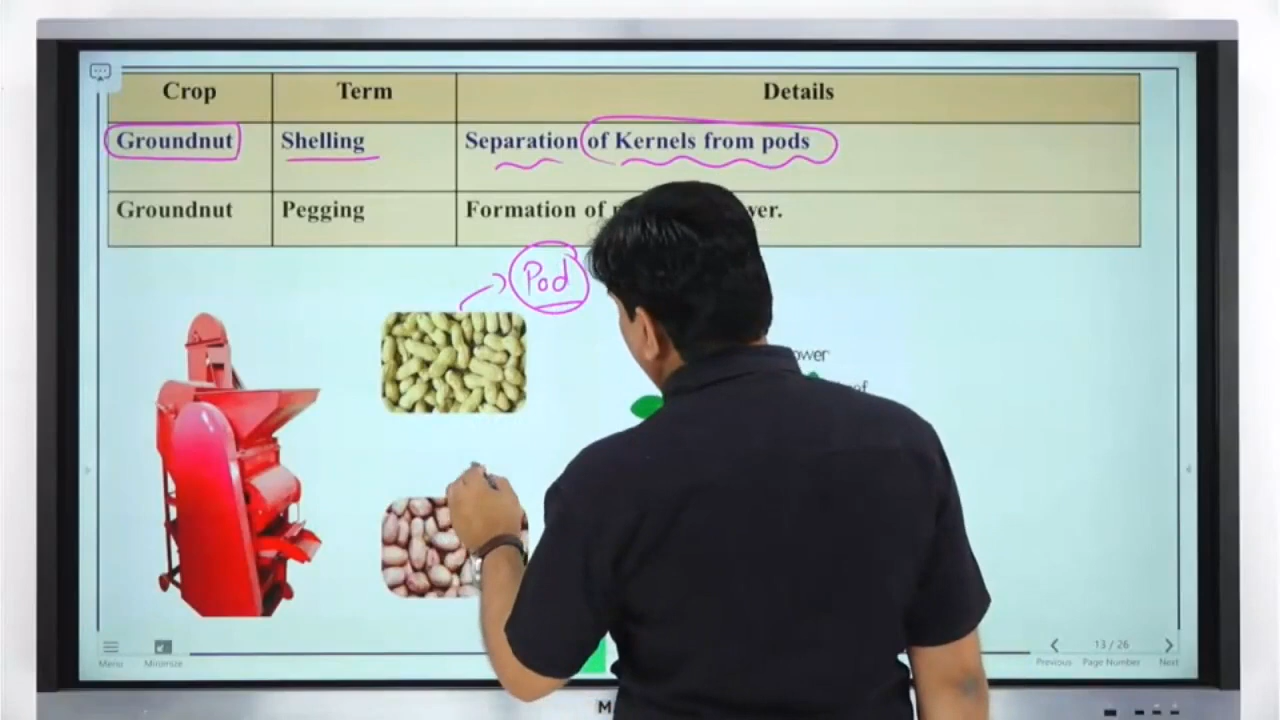 Crop Term Details
Groundnut Shelling Separation of Kernels from pods
Groundnut Pegging Formation of
Pod
Menu Minimize
13 / 26
Previous Page Number Next